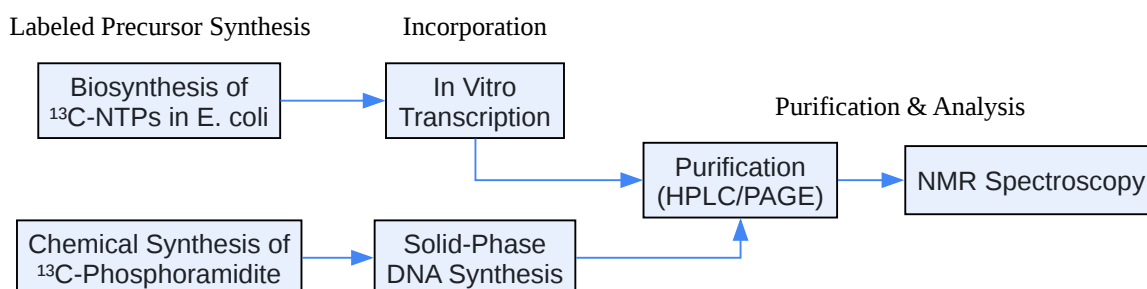 Labeled Precursor Synthesis
Incorporation
Biosynthesis of
¹³C-NTPs in E. coli
In Vitro
Transcription
Purification & Analysis
Purification
(HPLC/PAGE)
NMR Spectroscopy
Chemical Synthesis of
¹³C-Phosphoramidite
Solid-Phase
DNA Synthesis